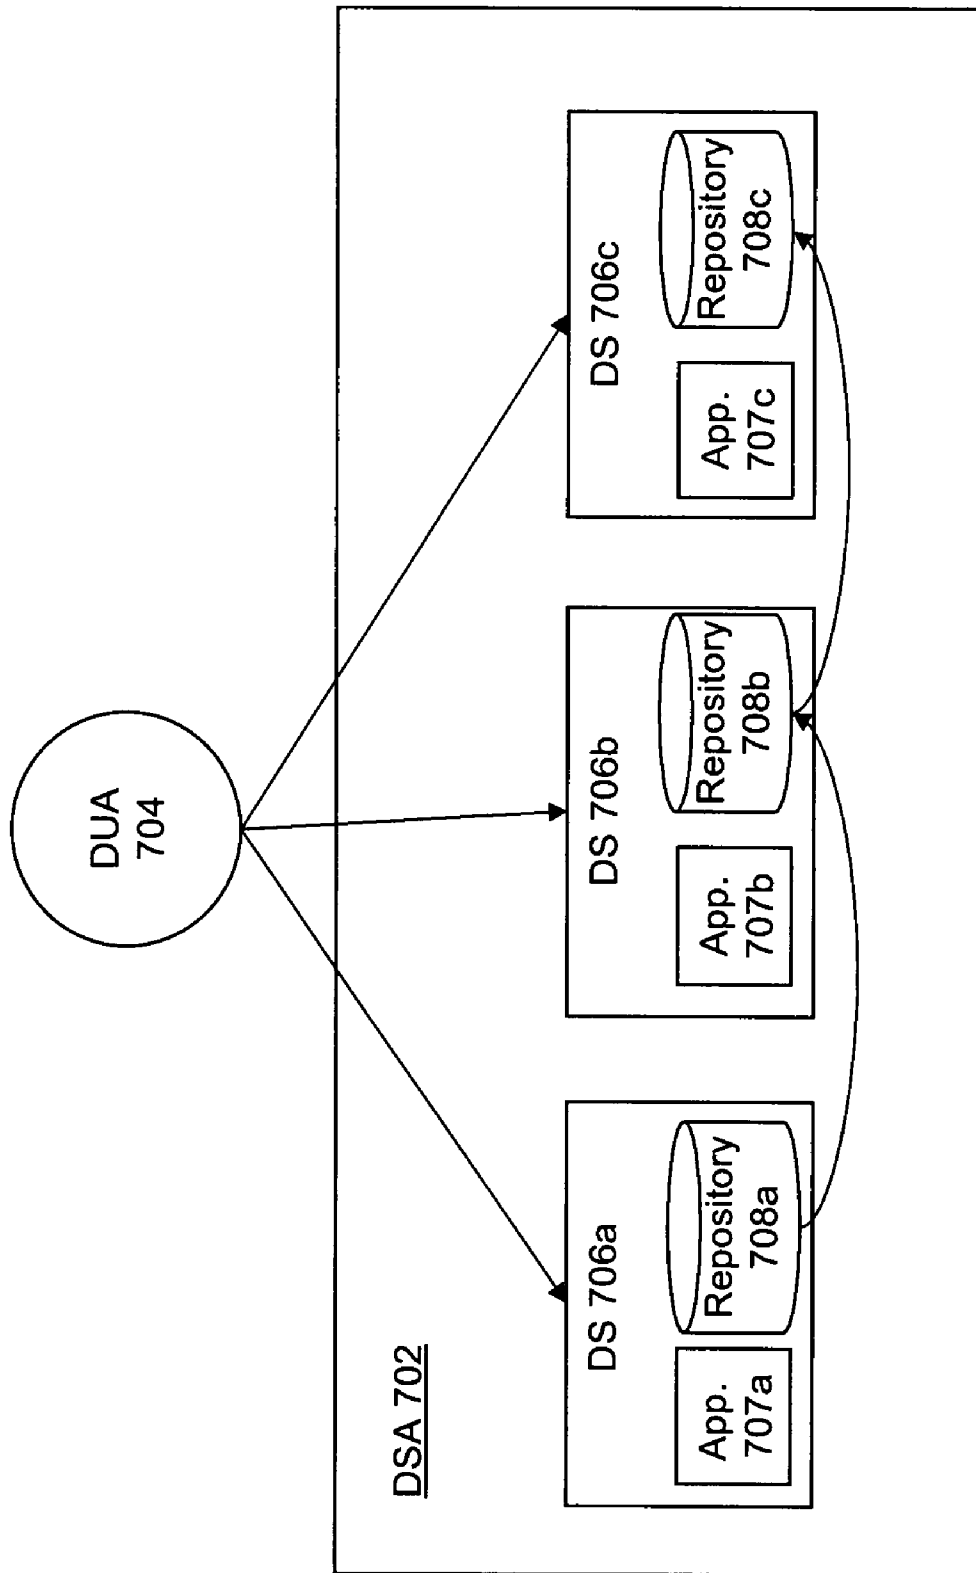 DUA
704
DSA 702
DS 706a
App.
707a
Repository
708a
DS 706b
App.
707b
Repository
708b
DS 706c
App.
707c
Repository
708c